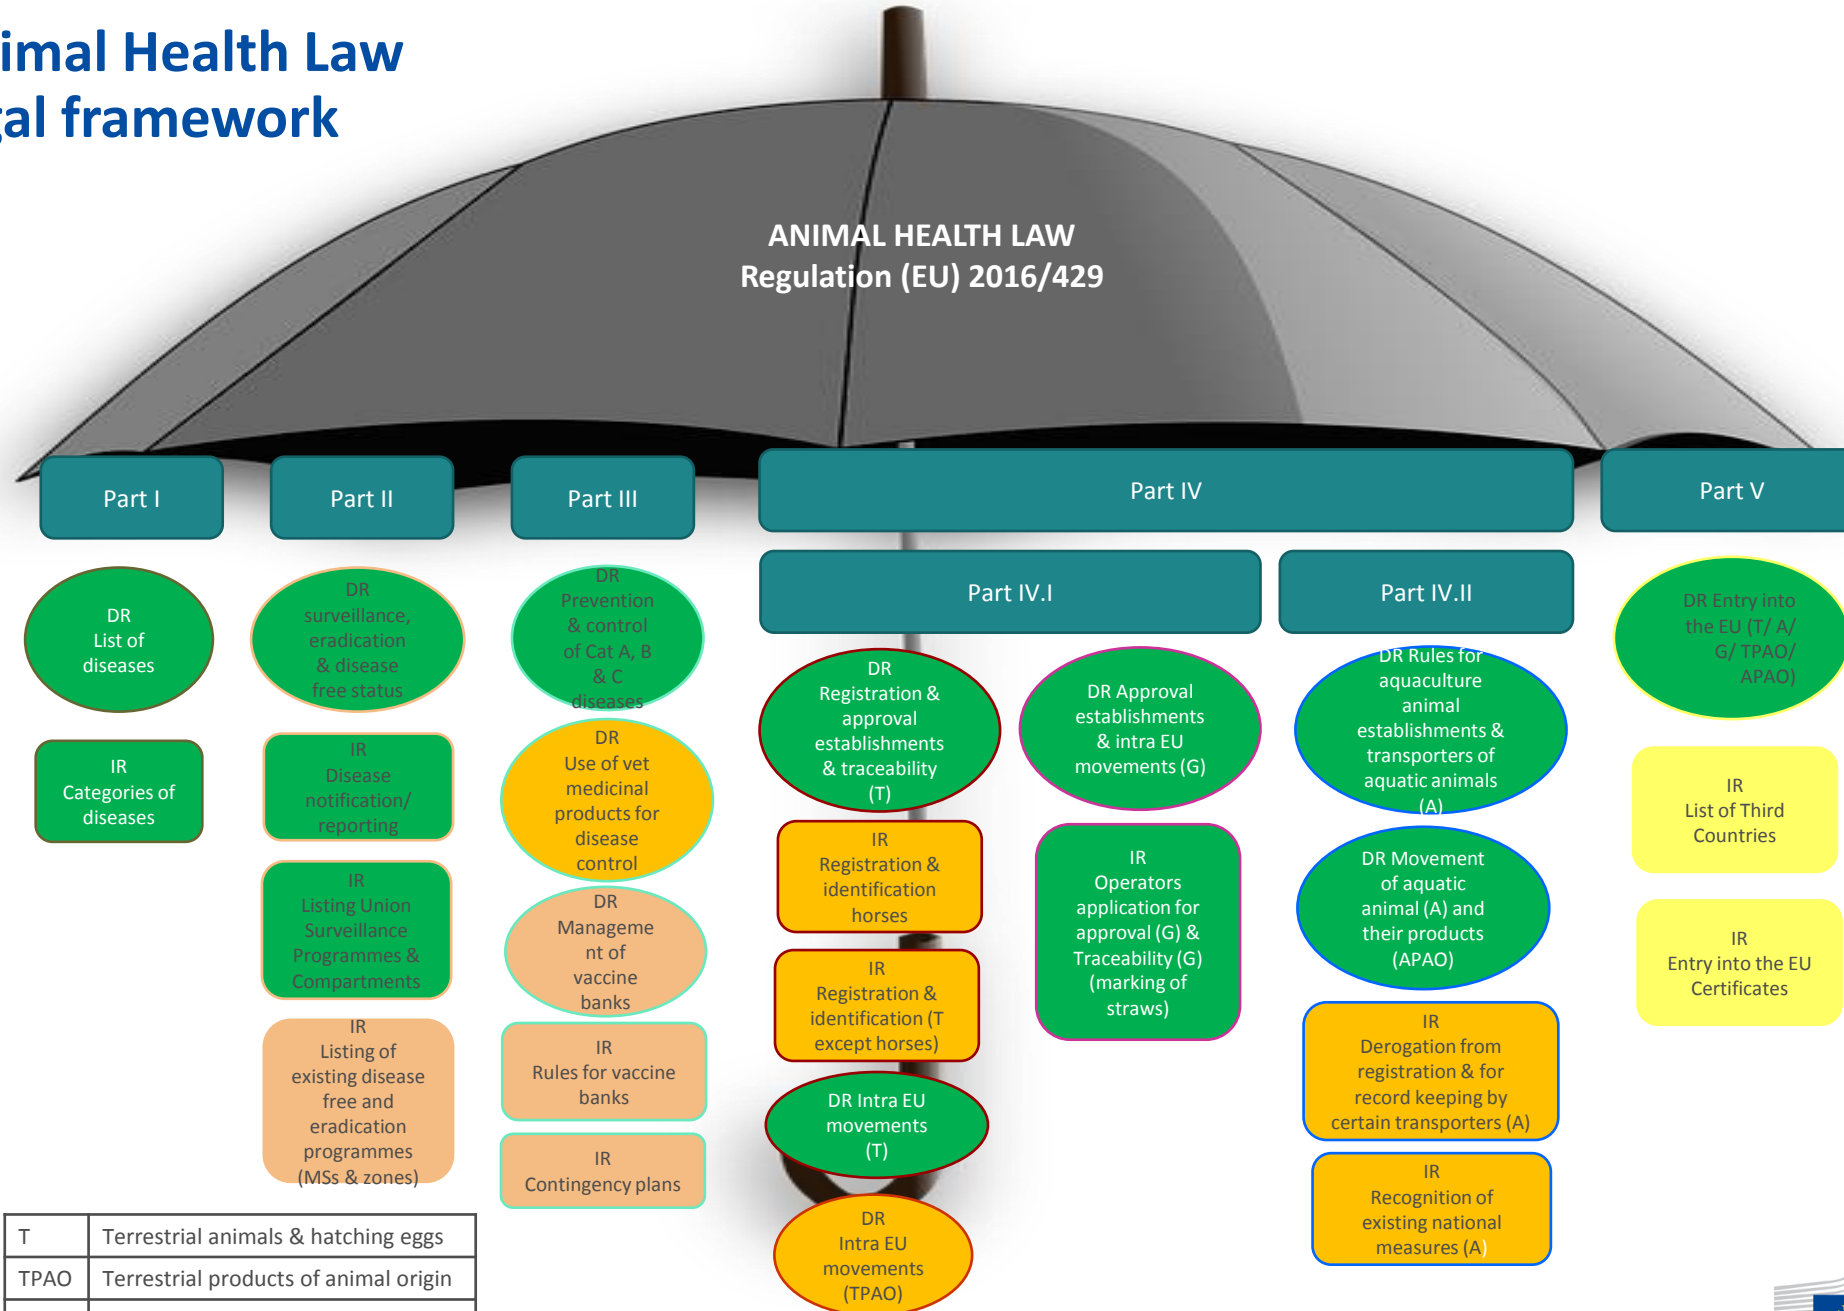 imal Health Law
gal framework
ANIMAL HEALTH LAW
Regulation (EU) 2016/429
Part I
Part II
Part III
Part IV
Part V
Part IV.I
Part IV.II
DR
List of
diseases
IR
Categories of
diseases
DR
surveillance,
eradication
& disease
free status
IR
Disease
notification/
reporting
IR
Listing Union
Surveillance
Programmes &
Compartments
IR
Listing of
existing disease
free and
eradication
programmes
(MSs & zones)
DR
Prevention
& control
of Cat A, B
& C
diseases
DR
Use of vet
medicinal
products for
disease
control
DR
Manageme
nt of
vaccine
banks
IR
Rules for vaccine
banks
IR
Contingency plans
DR
Registration &
approval
establishments
& traceability
(T)
IR
Registration &
identification
horses
IR
Registration &
identification (T
except horses)
DR Intra EU
movements
(T)
DR
Intra EU
movements
(TPAO)
DR Approval
establishments
& intra EU
movements (G)
IR
Operators
application for
approval (G) &
Traceability (G)
(marking of
straws)
DR Rules for
aquaculture
animal
establishments &
transporters of
aquatic animals
(A)
DR Movement
of aquatic
animal (A) and
their products
(APAO)
IR
Derogation from
registration & for
record keeping by
certain transporters (A)
IR
Recognition of
existing national
measures (A)
DR Entry into
the EU (T/ A/
G/ TPAO/
APAO)
IR
List of Third
Countries
IR
Entry into the EU
Certificates
T Terrestrial animals & hatching eggs
TPAO Terrestrial products of animal origin